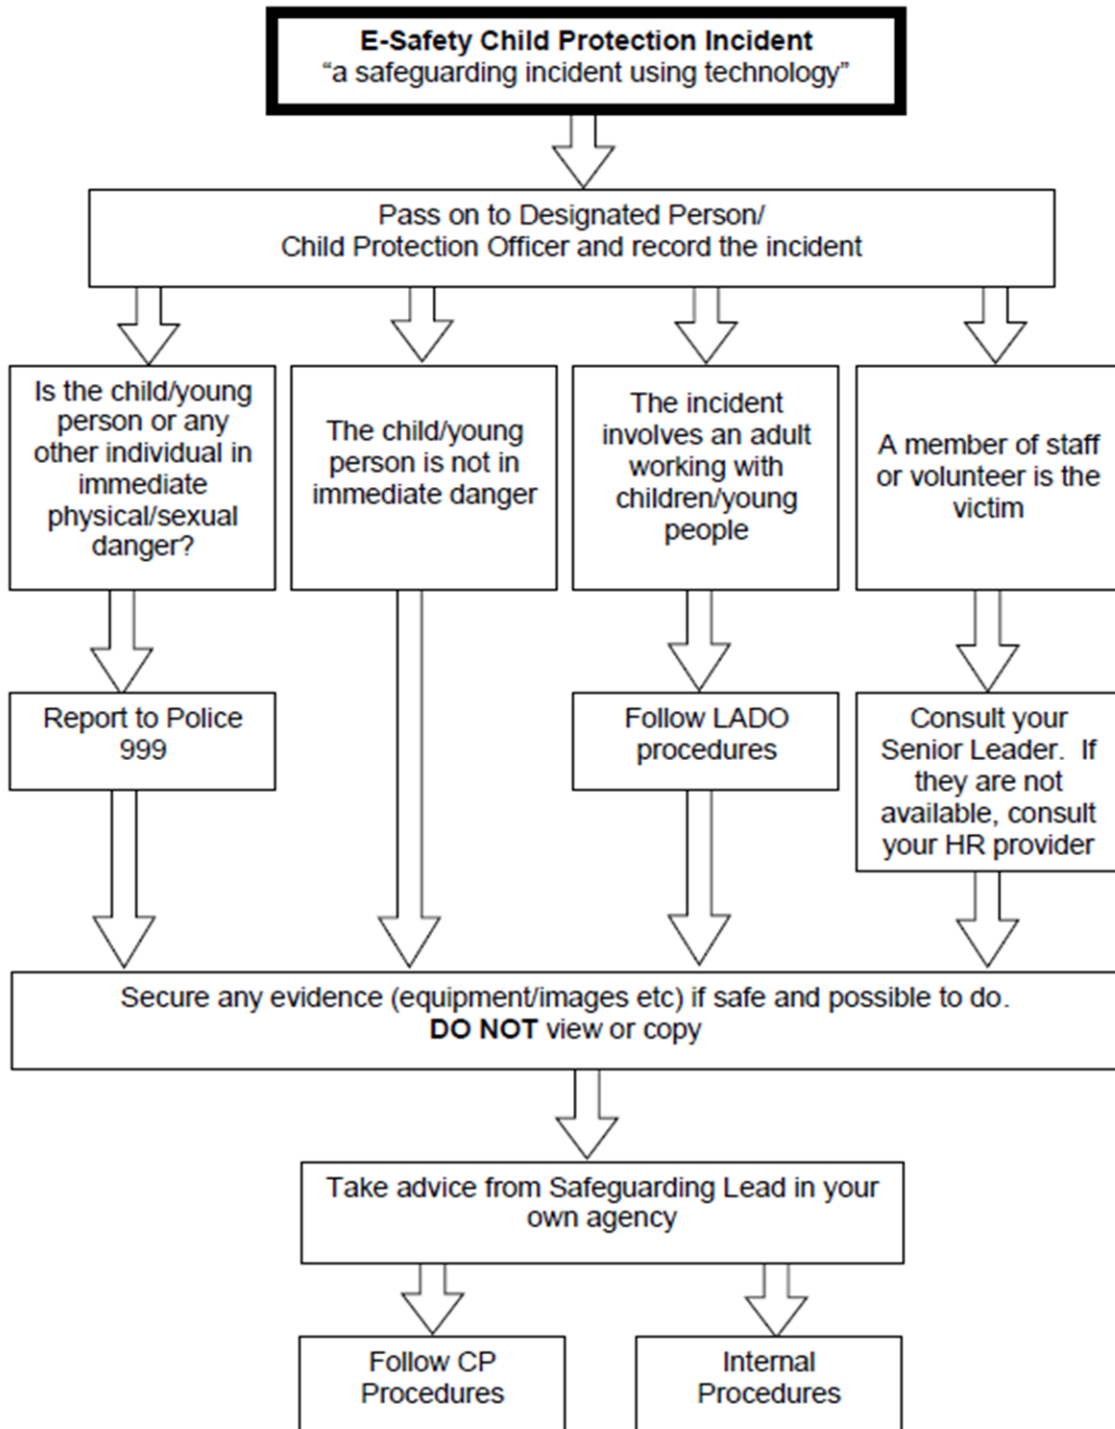 E-Safety Child Protection Incident
“a safeguarding incident using technology”
Pass on to Designated Person/
Child Protection Officer and record the incident
Is the child/young
person or any
other individual in
immediate
physical/sexual
danger?
The child/young
person is not in
immediate danger
The incident
involves an adult
working with
children/young
people
A member of staff
or volunteer is the
victim
Report to Police
999
Follow LADO
procedures
Consult your
Senior Leader.  If
they are not
available, consult
your HR provider
Secure any evidence (equipment/images etc) if safe and possible to do.
DO NOT view or copy
Take advice from Safeguarding Lead in your
own agency
Follow CP
Procedures
Internal
Procedures